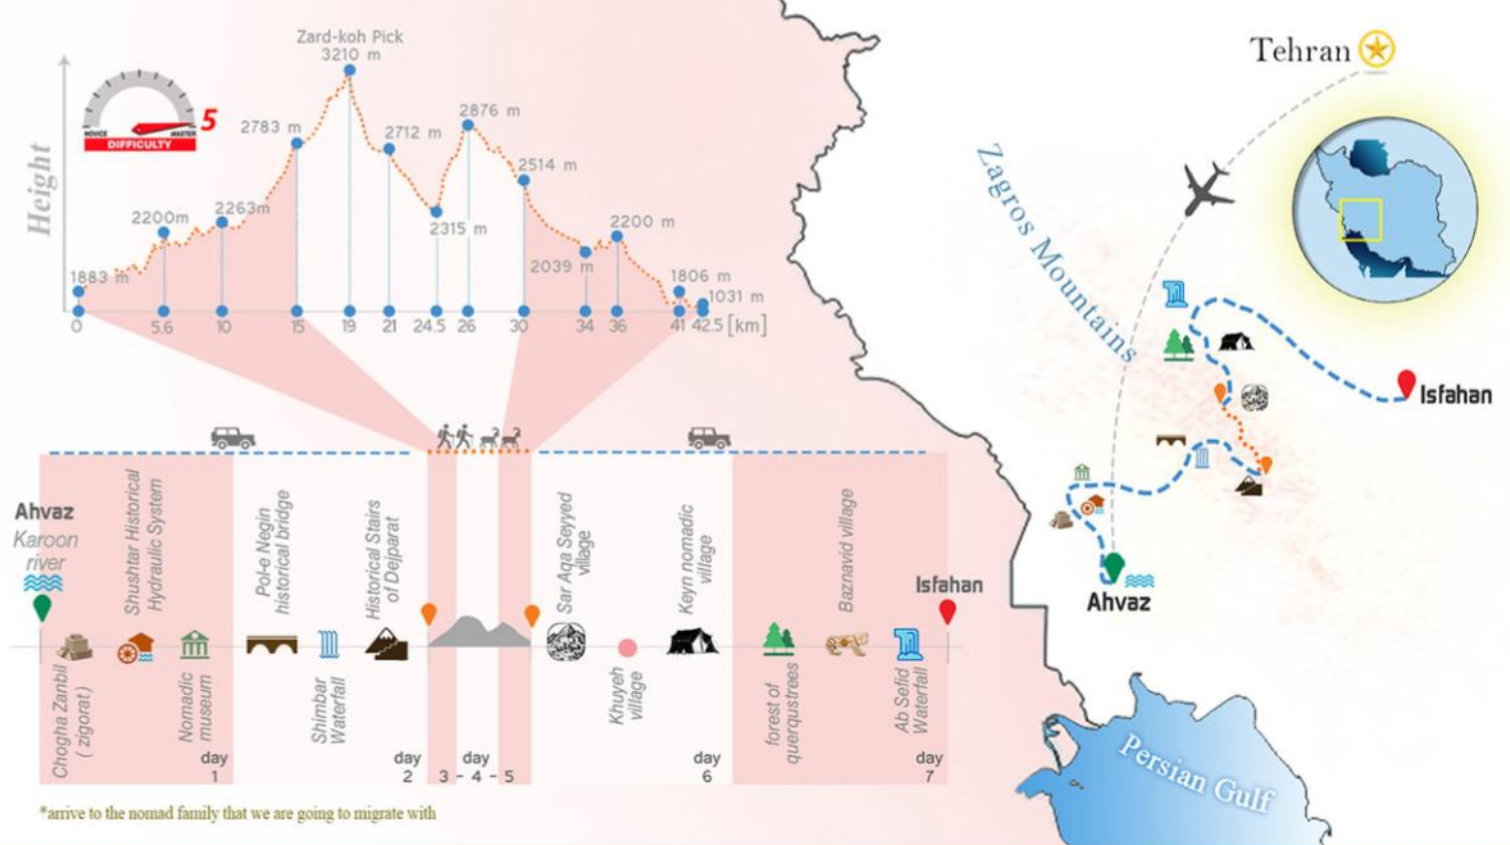 Zard-koh Pick
3210 m
2876 m
2783 m
2712 m
2514 m
2315 m
2263m
2200m
2200 m
2039 m
1883 m
1806 m
1031 m
Height
NOVICE
MASTER
5
DIFFICULTY
0
5.6
10
15
19
21
24.5
26
30
34
36
41
42.5 [km]
Ahvaz
Karoon
river
Chogha Zanbil
( zigorat)
Shushtar Historical
Hydraulic System
Nomadic
museum
day
1
Pol-e Negin
historical bridge
Shimbar
Waterfall
Historical Stairs
of Dejparat
day
2
day
3 - 4 - 5
Sar Aqa Seyyed
village
Khuyeh
village
Keyn nomadic
village
day
6
forest of
querqustrees
Baznavid village
Ab Sefid
Waterfall
day
7
Isfahan
*arrive to the nomad family that we are going to migrate with
Tehran
Zagros Mountains
Isfahan
Ahvaz
Persian Gulf